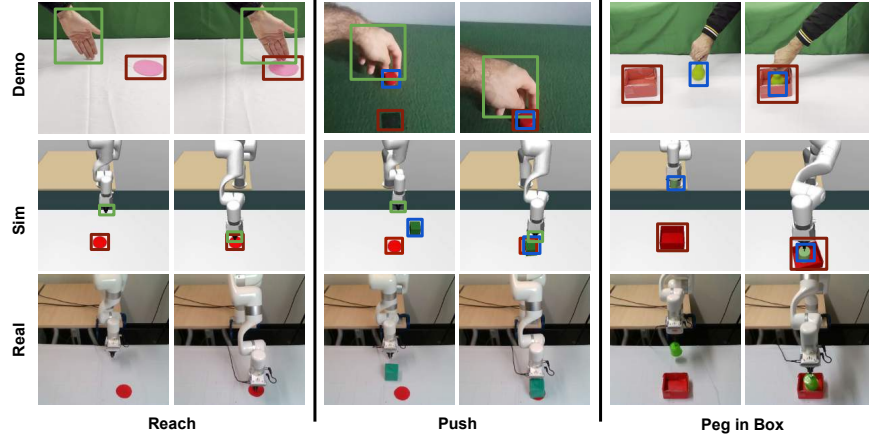 Demo
Sim
Real
Reach
Push
Peg in Box